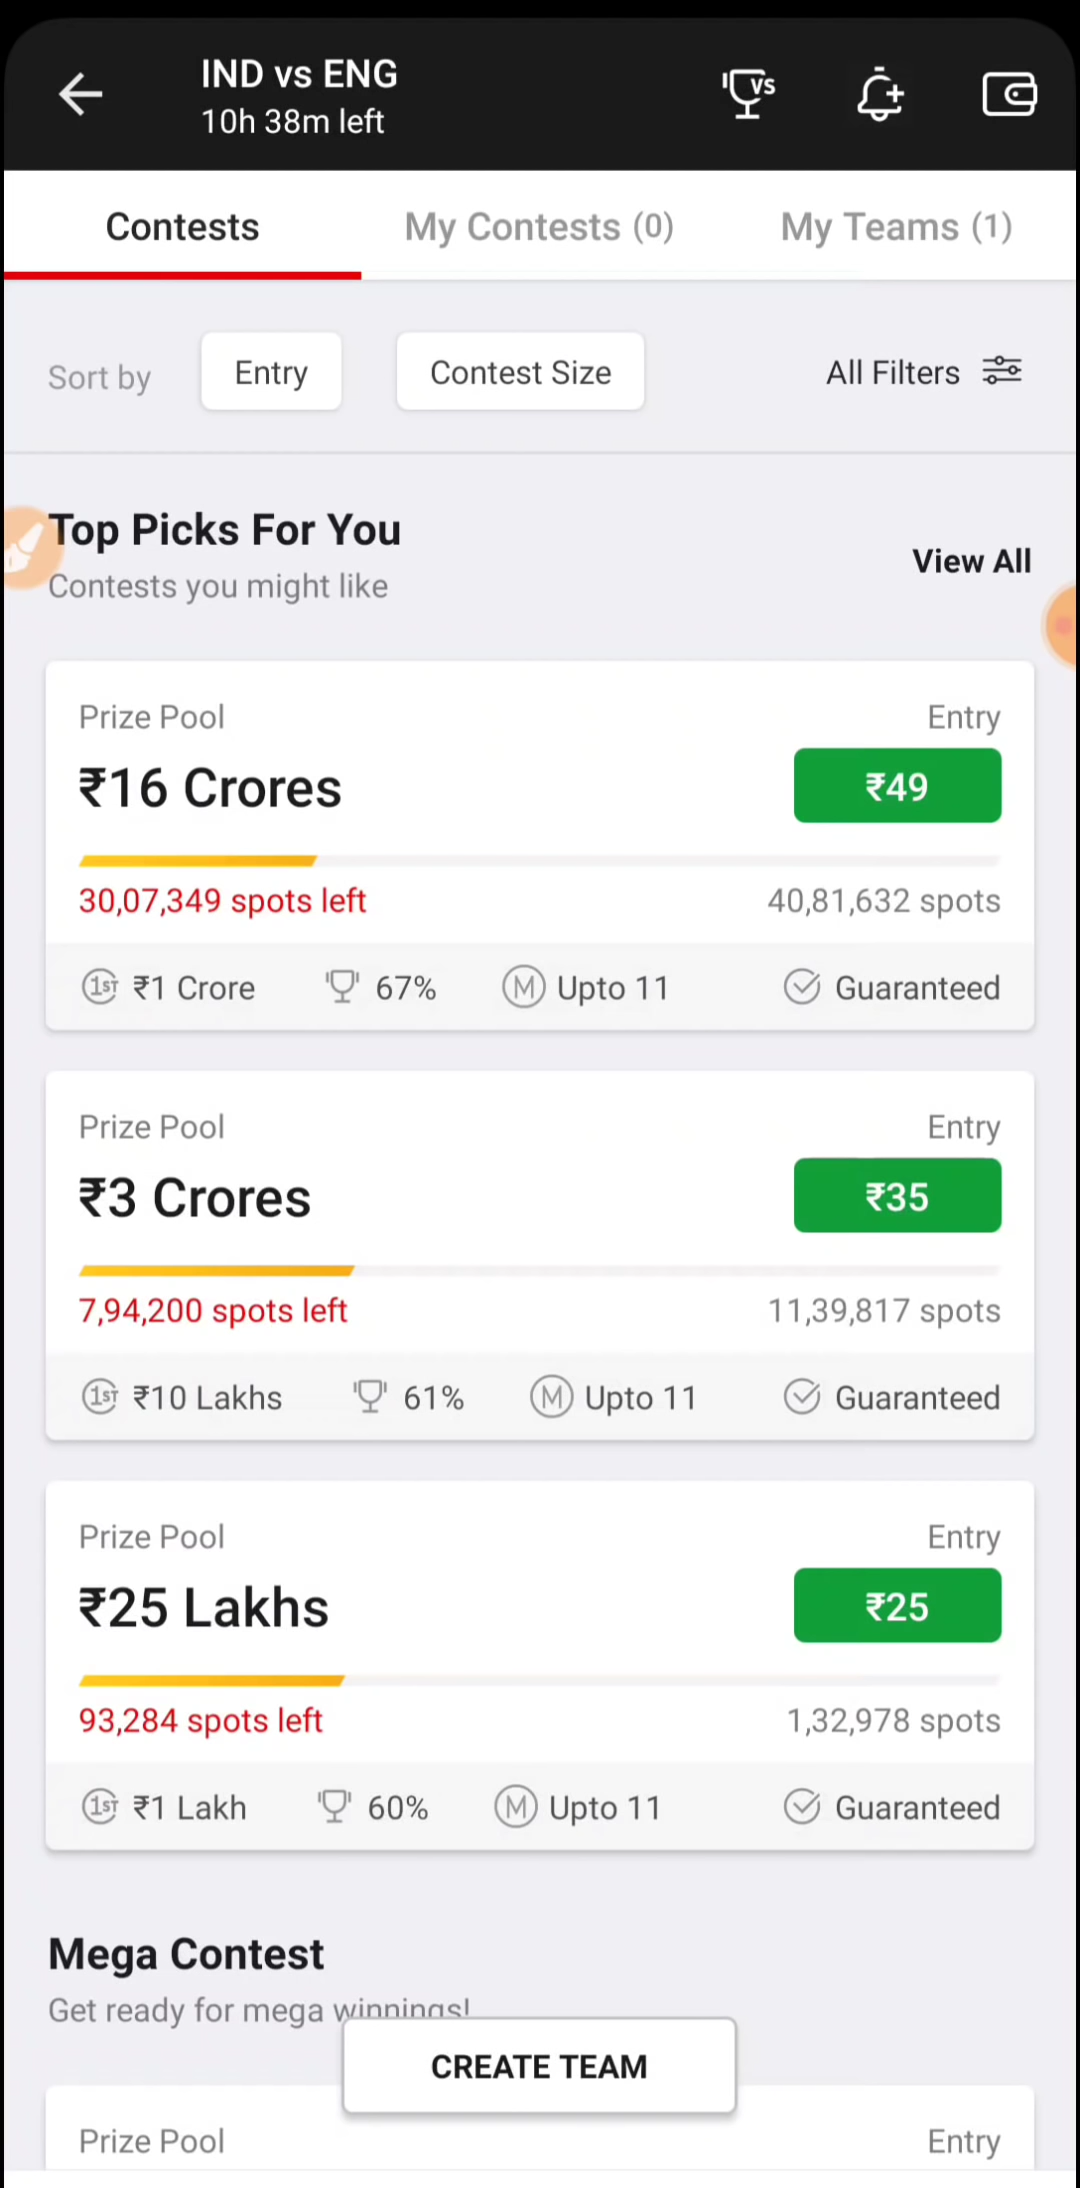 IND vs ENG
10h 38m left
VS
Contests
My Contests (0)
My Teams (1)
Sort by
Entry
Contest Size
All Filters
Top Picks For You
Contests you might like
View All
Prize Pool
Entry
₹16 Crores
₹49
30,07,349 spots left
40,81,632 spots
1ST ₹1 Crore
67%
M Upto 11
Guaranteed
Prize Pool
Entry
₹3 Crores
₹35
7,94,200 spots left
11,39,817 spots
1ST ₹10 Lakhs
61%
M Upto 11
Guaranteed
Prize Pool
Entry
₹25 Lakhs
₹25
93,284 spots left
1,32,978 spots
1ST ₹1 Lakh
60%
M Upto 11
Guaranteed
Mega Contest
Get ready for mega winnings!
CREATE TEAM
Prize Pool
Entry